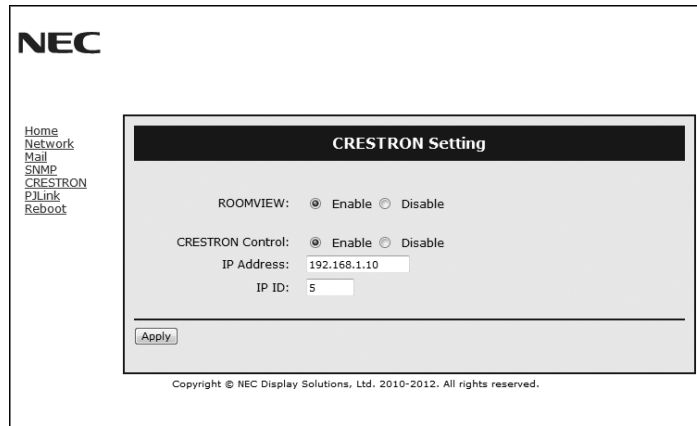 NEC
Home
Network
Mail
SNMP
CRESTRON
PJLink
Reboot
CRESTRON Setting
ROOMVIEW: Enable Disable
CRESTRON Control: Enable Disable
IP Address: 192.168.1.10
IP ID: 5
Apply
Copyright © NEC Display Solutions, Ltd. 2010-2012. All rights reserved.